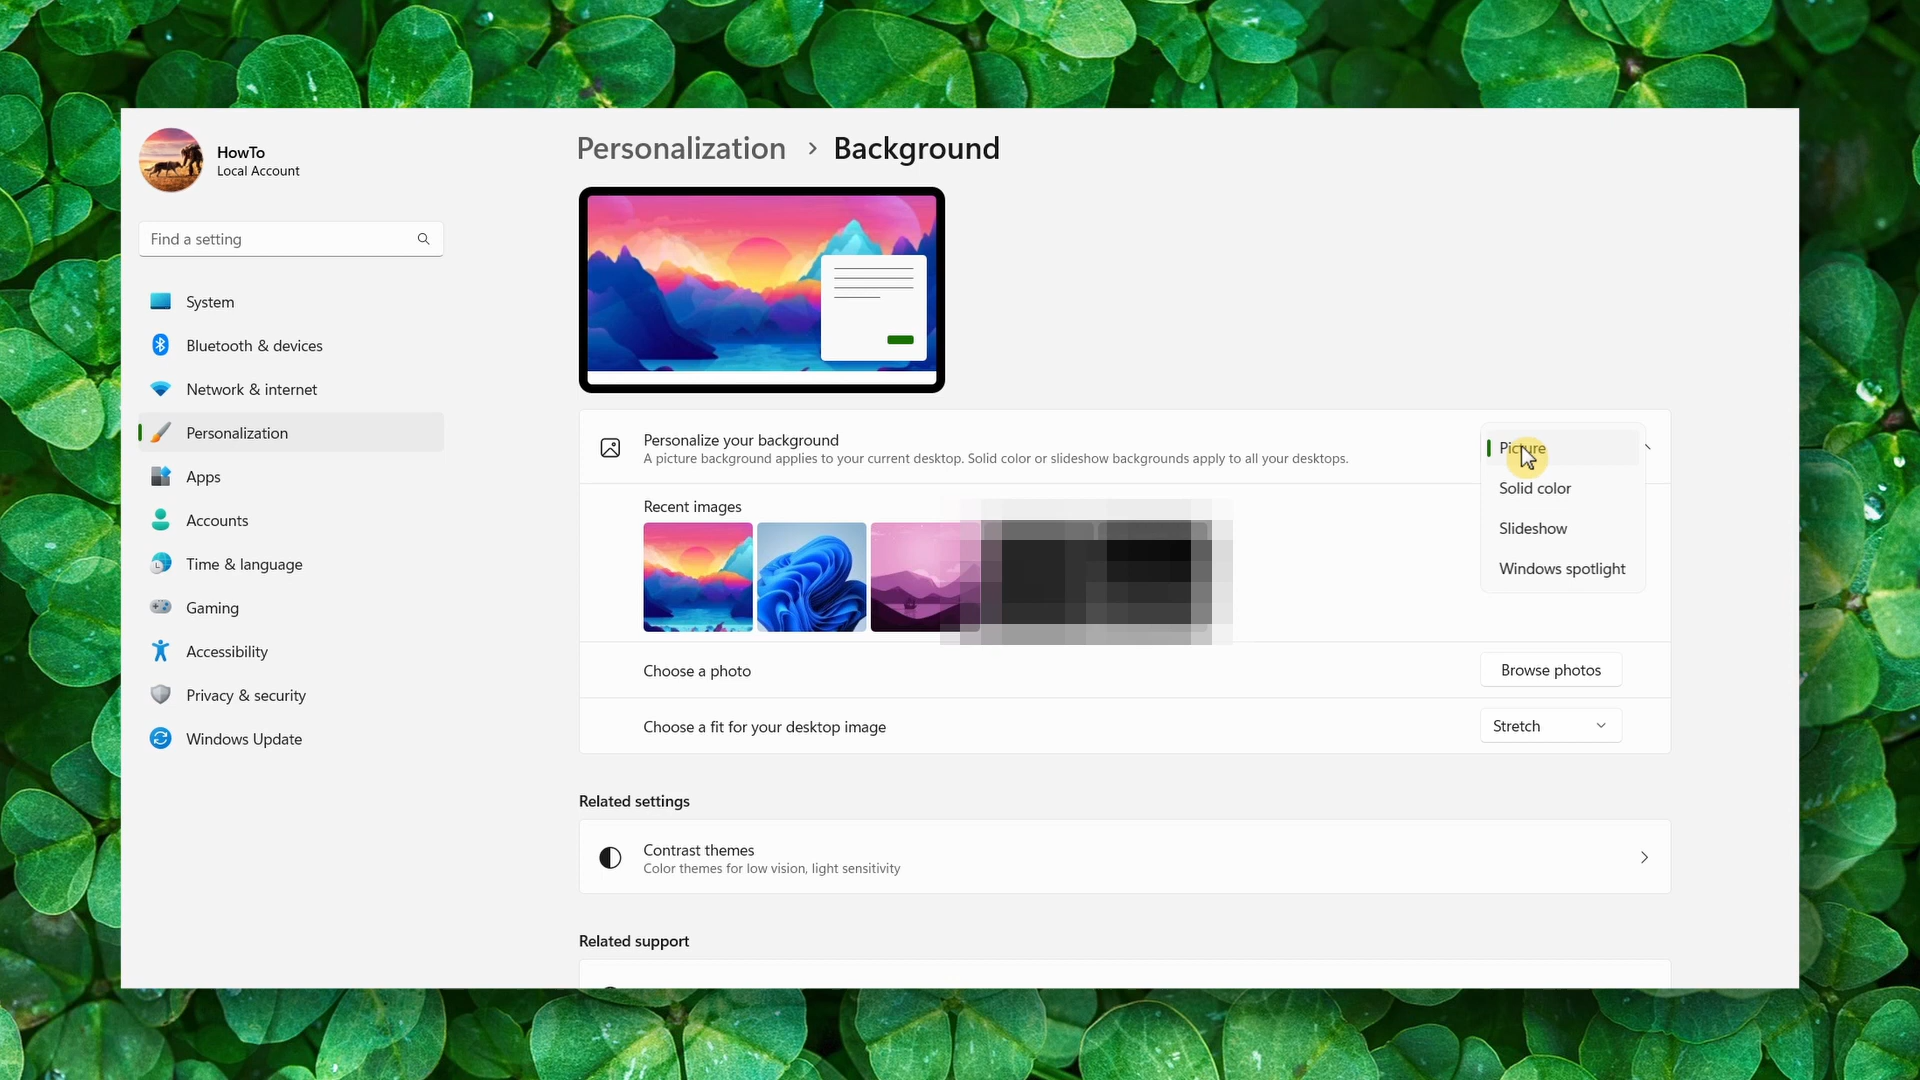 HowTo
Local Account
Find a setting
System
Bluetooth & devices
Network & internet
Personalization
Apps
Accounts
Time & language
Gaming
Accessibility
Privacy & security
Windows Update
Personalization > Background
Personalize your background
A picture background applies to your current desktop. Solid color or slideshow backgrounds apply to all your desktops.
Picture
Solid color
Slideshow
Windows spotlight
Recent images
Choose a photo
Browse photos
Choose a fit for your desktop image
Stretch
Related settings
Contrast themes
Color themes for low vision, light sensitivity
Related support